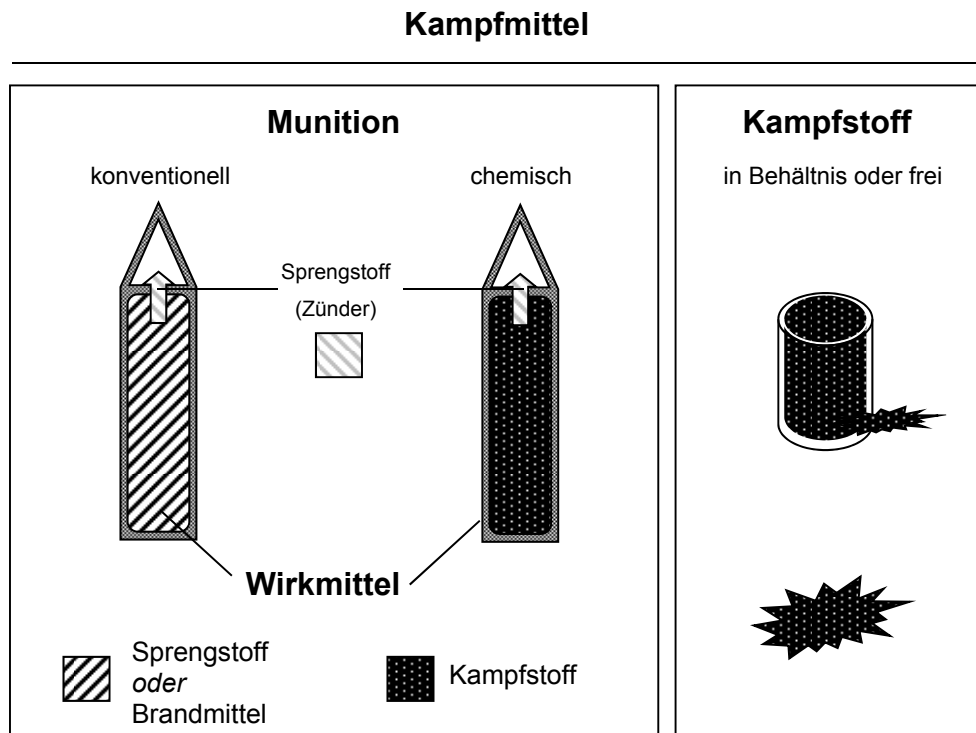 Kampfmittel
Munition
konventionell
chemisch
Sprengstoff
(Zünder)
Wirkmittel
Sprengstoff
oder
Brandmittel
Kampfstoff
Kampfstoff
in Behältnis oder frei